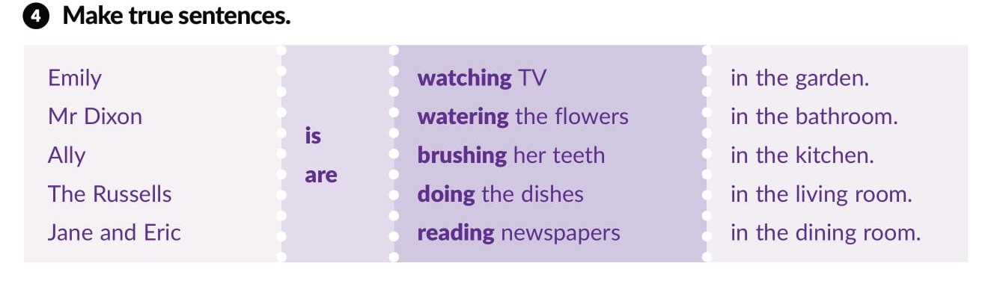 4 Make true sentences.
Emily
Mr Dixon
Ally
The Russells
Jane and Eric
is
are
watching TV
watering the flowers
brushing her teeth
doing the dishes
reading newspapers
in the garden.
in the bathroom.
in the kitchen.
in the living room.
in the dining room.